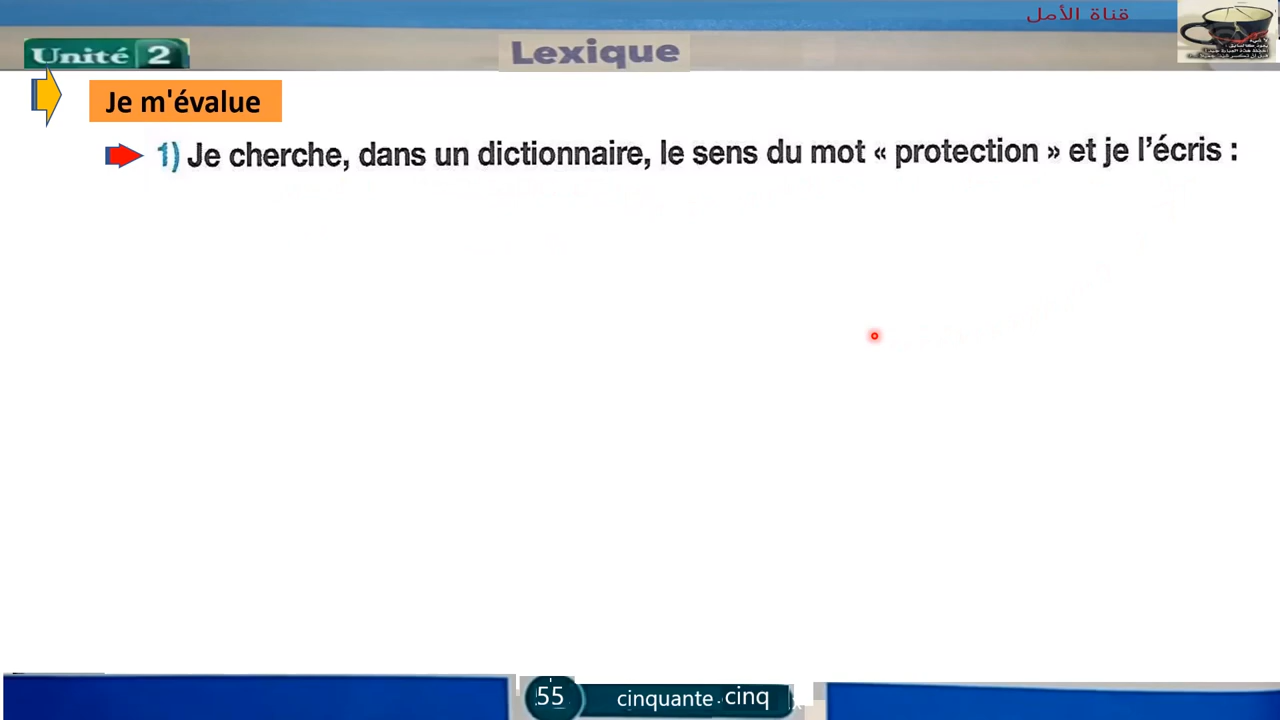 قناة الأمل
Unité 2
Lexique
Je m'évalue
1) Je cherche, dans un dictionnaire, le sens du mot « protection » et je l'écris :
55 cinquante cinq